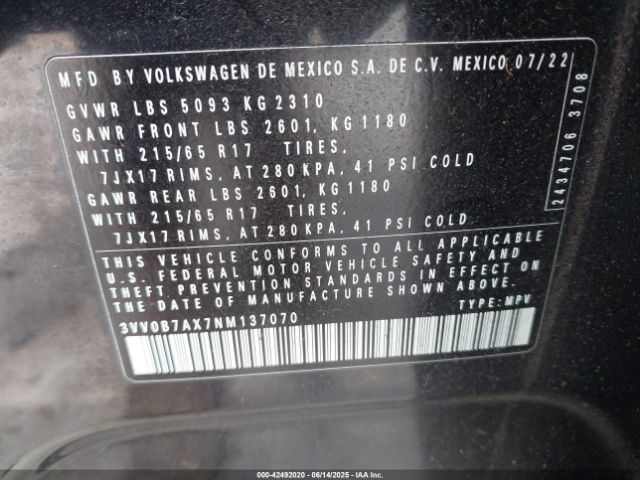 MFD BY VOLKSWAGEN DE MEXICO S.A. DE C.V. MEXICO 07/22
GVWR LBS 5093 KG 2310
GAWR FRONT LBS 2601, KG 1180
WITH 215/65 R17 TIRES,
7JX17 RIMS, AT 280 KPA, 41 PSI COLD
GAWR REAR LBS 2601, KG 1180
WITH 215/65 R17 TIRES,
7JX17 RIMS, AT 280 KPA, 41 PSI COLD
THIS VEHICLE CONFORMS TO ALL APPLICABLE
U.S. FEDERAL MOTOR VEHICLE SAFETY AND
THEFT PREVENTION STANDARDS IN EFFECT ON
THE DATE OF MANUFACTURE SHOWN ABOVE.
3VV0B7AX7NM137070 TYPE: MPV
2434706 3708
000-42492020 - 06/14/2025 - IAAI.COM